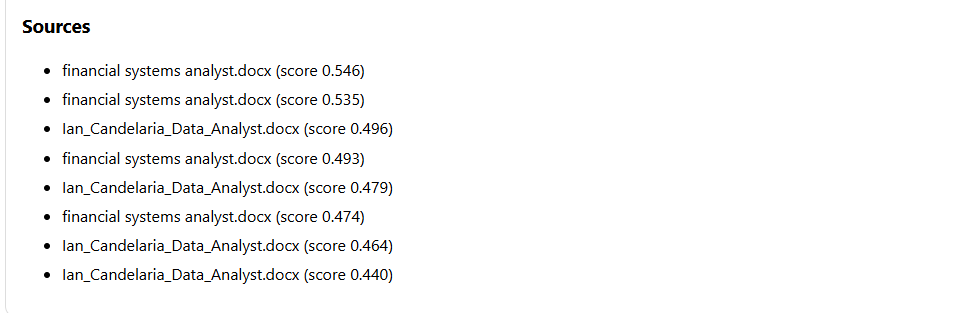 Sources
financial systems analyst.docx (score 0.546)
financial systems analyst.docx (score 0.535)
Ian_Candelaria_Data_Analyst.docx (score 0.496)
financial systems analyst.docx (score 0.493)
Ian_Candelaria_Data_Analyst.docx (score 0.479)
financial systems analyst.docx (score 0.474)
Ian_Candelaria_Data_Analyst.docx (score 0.464)
Ian_Candelaria_Data_Analyst.docx (score 0.440)